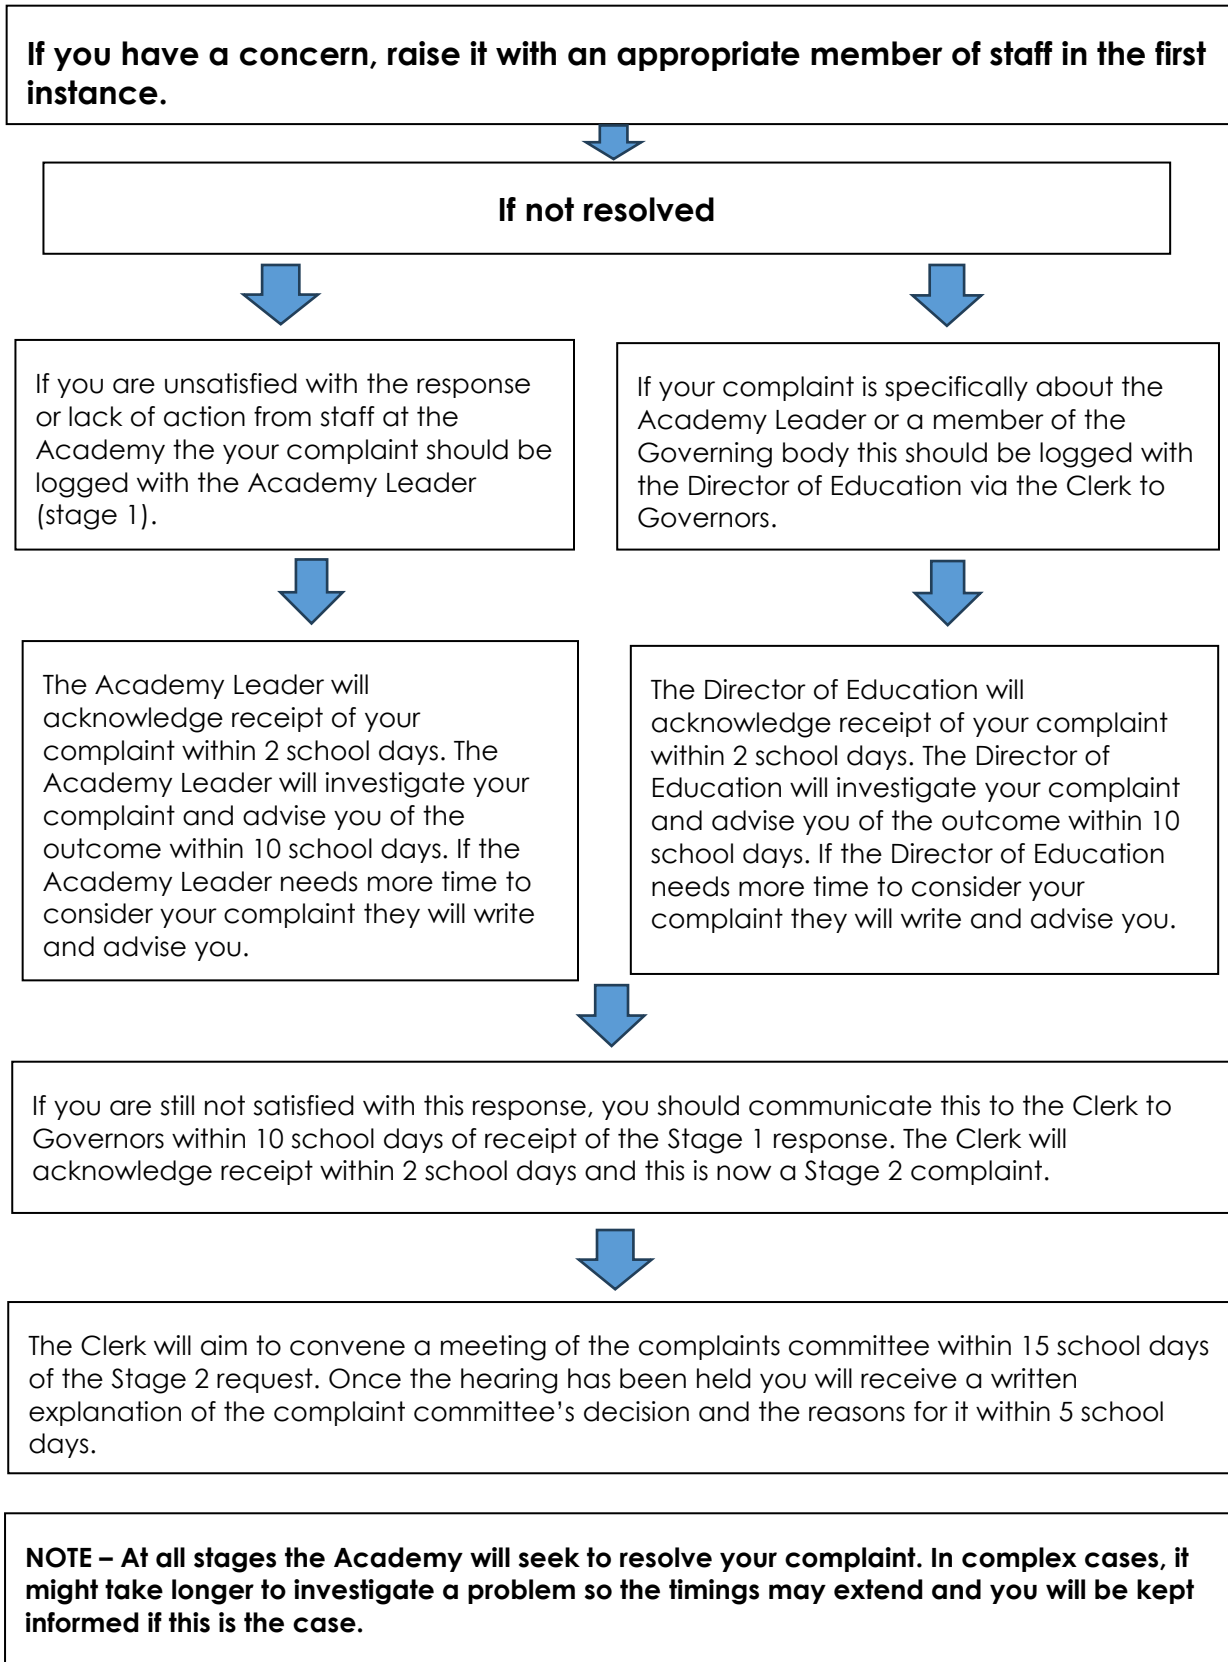 If you have a concern, raise it with an appropriate member of staff in the first
instance.
If not resolved
If you are unsatisfied with the response
or lack of action from staff at the
Academy the your complaint should be
logged with the Academy Leader
(stage 1).
If your complaint is specifically about the
Academy Leader or a member of the
Governing body this should be logged with
the Director of Education via the Clerk to
Governors.
The Academy Leader will
acknowledge receipt of your
complaint within 2 school days. The
Academy Leader will investigate your
complaint and advise you of the
outcome within 10 school days. If the
Academy Leader needs more time to
consider your complaint they will write
and advise you.
The Director of Education will
acknowledge receipt of your complaint
within 2 school days. The Director of
Education will investigate your complaint
and advise you of the outcome within 10
school days. If the Director of Education
needs more time to consider your
complaint they will write and advise you.
If you are still not satisfied with this response, you should communicate this to the Clerk to
Governors within 10 school days of receipt of the Stage 1 response. The Clerk will
acknowledge receipt within 2 school days and this is now a Stage 2 complaint.
The Clerk will aim to convene a meeting of the complaints committee within 15 school days
of the Stage 2 request. Once the hearing has been held you will receive a written
explanation of the complaint committee’s decision and the reasons for it within 5 school
days.
NOTE – At all stages the Academy will seek to resolve your complaint. In complex cases, it
might take longer to investigate a problem so the timings may extend and you will be kept
informed if this is the case.